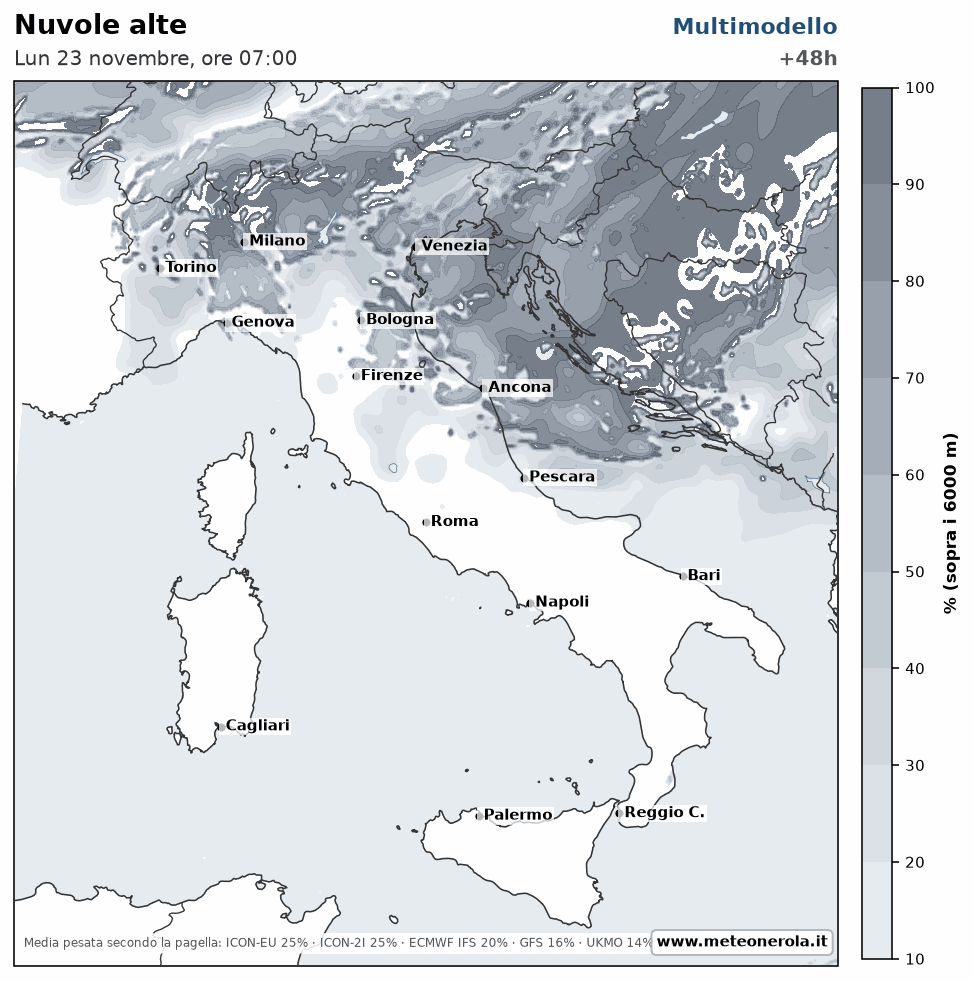 Nuvole alte
Multimodello
Lun 23 novembre, ore 07:00
+48h
Milano
Venezia
Torino
Genova
Bologna
Firenze
Ancona
Pescara
Roma
Bari
Napoli
Cagliari
Palermo
Reggio C.
100
90
80
70
60
50
40
30
20
10
% (sopra i 6000 m)
Media pesata secondo la pagella: ICON-EU 25% · ICON-2I 25% · ECMWF IFS 20% · GFS 16% · UKMO 14%
www.meteonerola.it